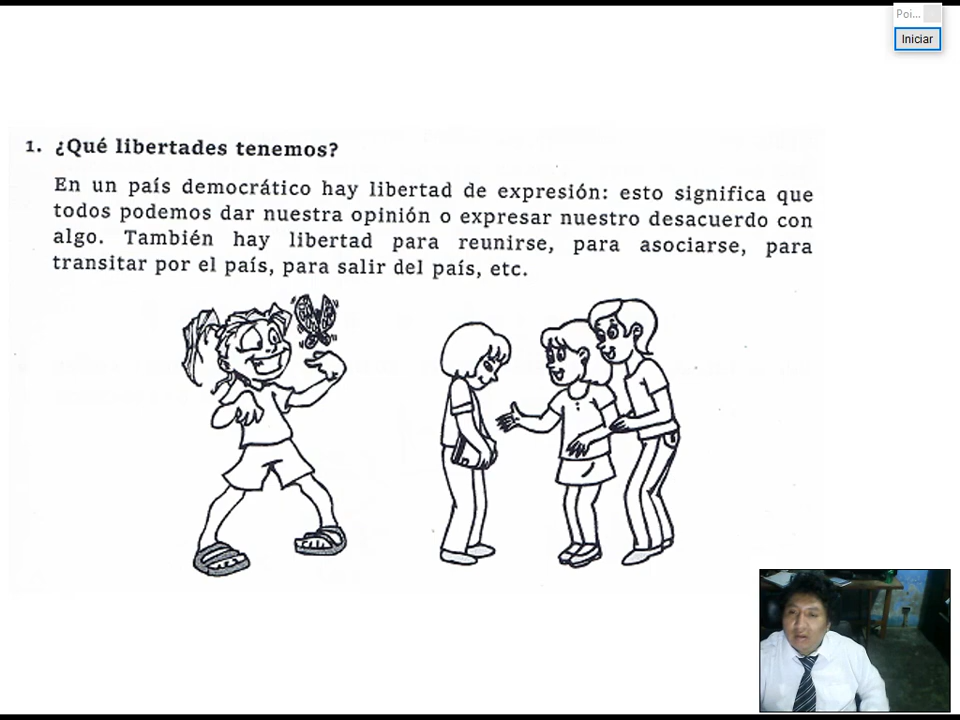 Poi...
Iniciar
1. ¿Qué libertades tenemos?
En un país democrático hay libertad de expresión: esto significa que
todos podemos dar nuestra opinión o expresar nuestro desacuerdo con
algo. También hay libertad para reunirse, para asociarse, para
transitar por el país, para salir del país, etc.